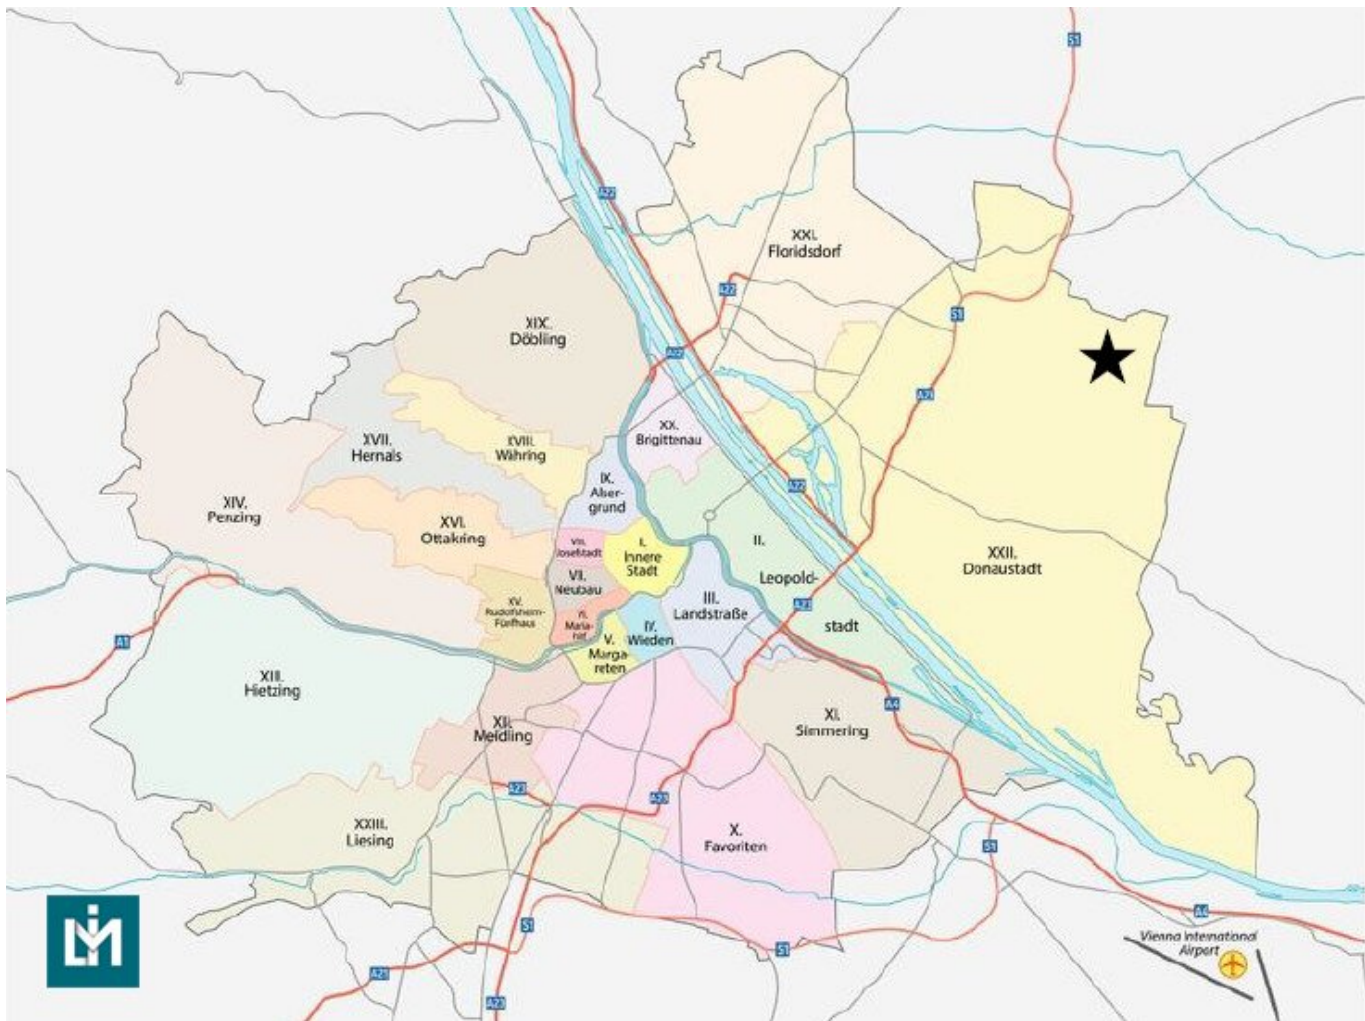 S1
A22
XXI.
Floridsdorf
A22
S1
XIX.
Döbling
A22
A23
XX.
Brigittenau
XVII.
Hernals
XVIII.
Währing
IX.
Alser-
grund
A22
XIV.
Penzing
XVI.
Ottakring
I.
Innere
Stadt
II.
Leopold-
stadt
XXII.
Donaustadt
Josefstadt
VII.
Neubau
XV.
Rudolfsheim-
Fünfhaus
Maria-
III.
Landstraße
A23
IV.
Wieden
V.
Marga-
reten
A1
XIII.
Hietzing
XII.
Meidling
A4
XI.
Simmering
A23
A23
XXIII.
Liesing
X.
Favoriten
S1
S1
S1
A4
Vienna International
Airport
A21
A23
LIM